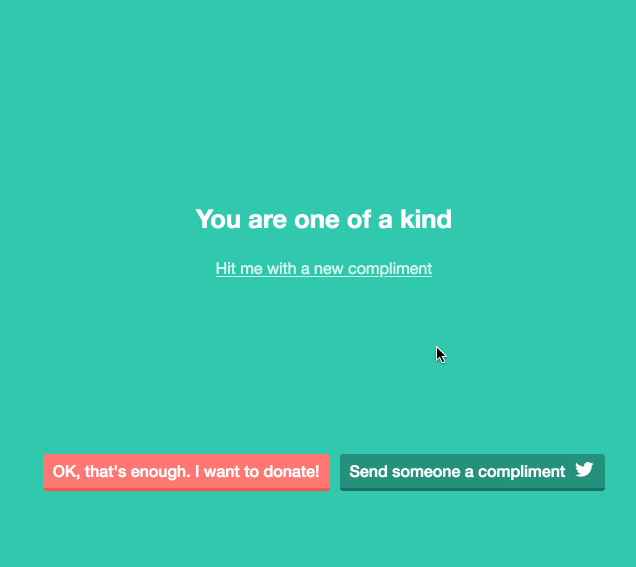 You are one of a kind
Hit me with a new compliment
OK, that's enough. I want to donate!
Send someone a compliment